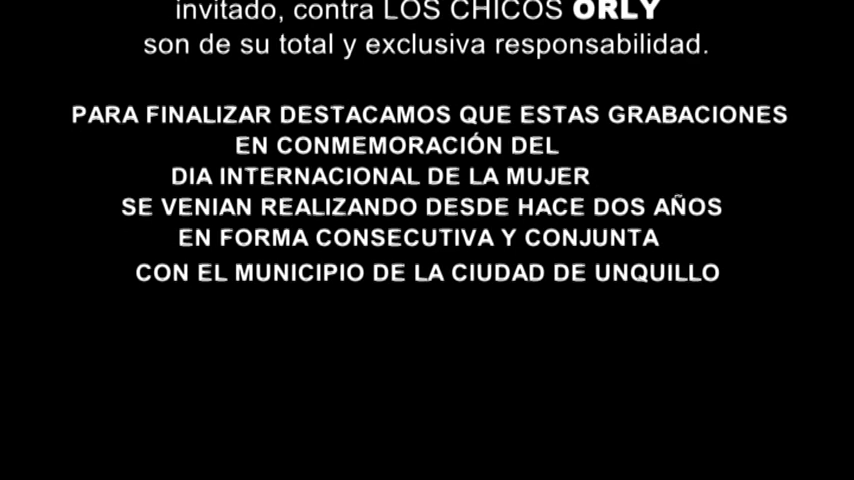 invitado, contra LOS CHICOS ORLY
son de su total y exclusiva responsabilidad.
PARA FINALIZAR DESTACAMOS QUE ESTAS GRABACIONES
EN CONMEMORACIÓN DEL
DIA INTERNACIONAL DE LA MUJER
SE VENIAN REALIZANDO DESDE HACE DOS AÑOS
EN FORMA CONSECUTIVA Y CONJUNTA
CON EL MUNICIPIO DE LA CIUDAD DE UNQUILLO